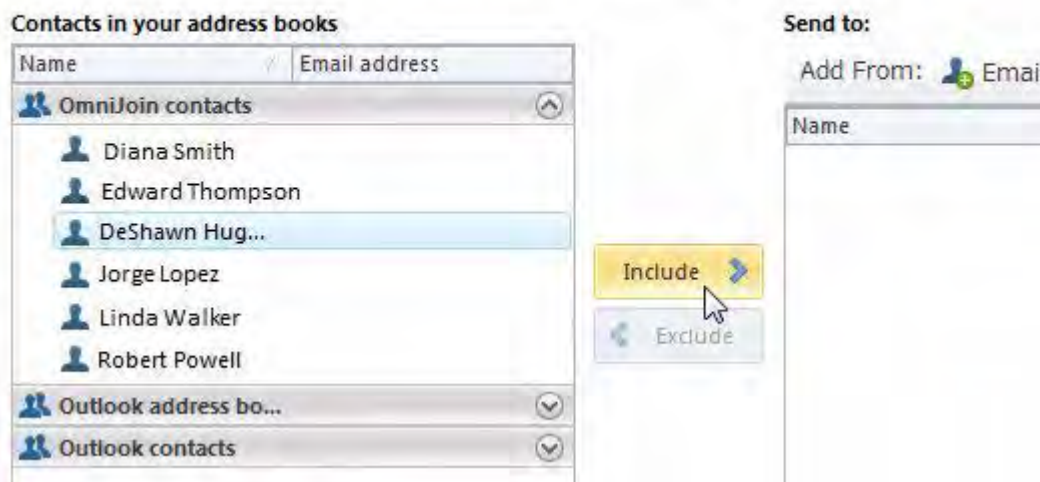 Contacts in your address books
Name Email address
OmniJoin contacts
Diana Smith
Edward Thompson
DeShawn Hug...
Jorge Lopez
Linda Walker
Robert Powell
Outlook address bo...
Outlook contacts
Include
Exclude
Send to:
Add From: Emai
Name